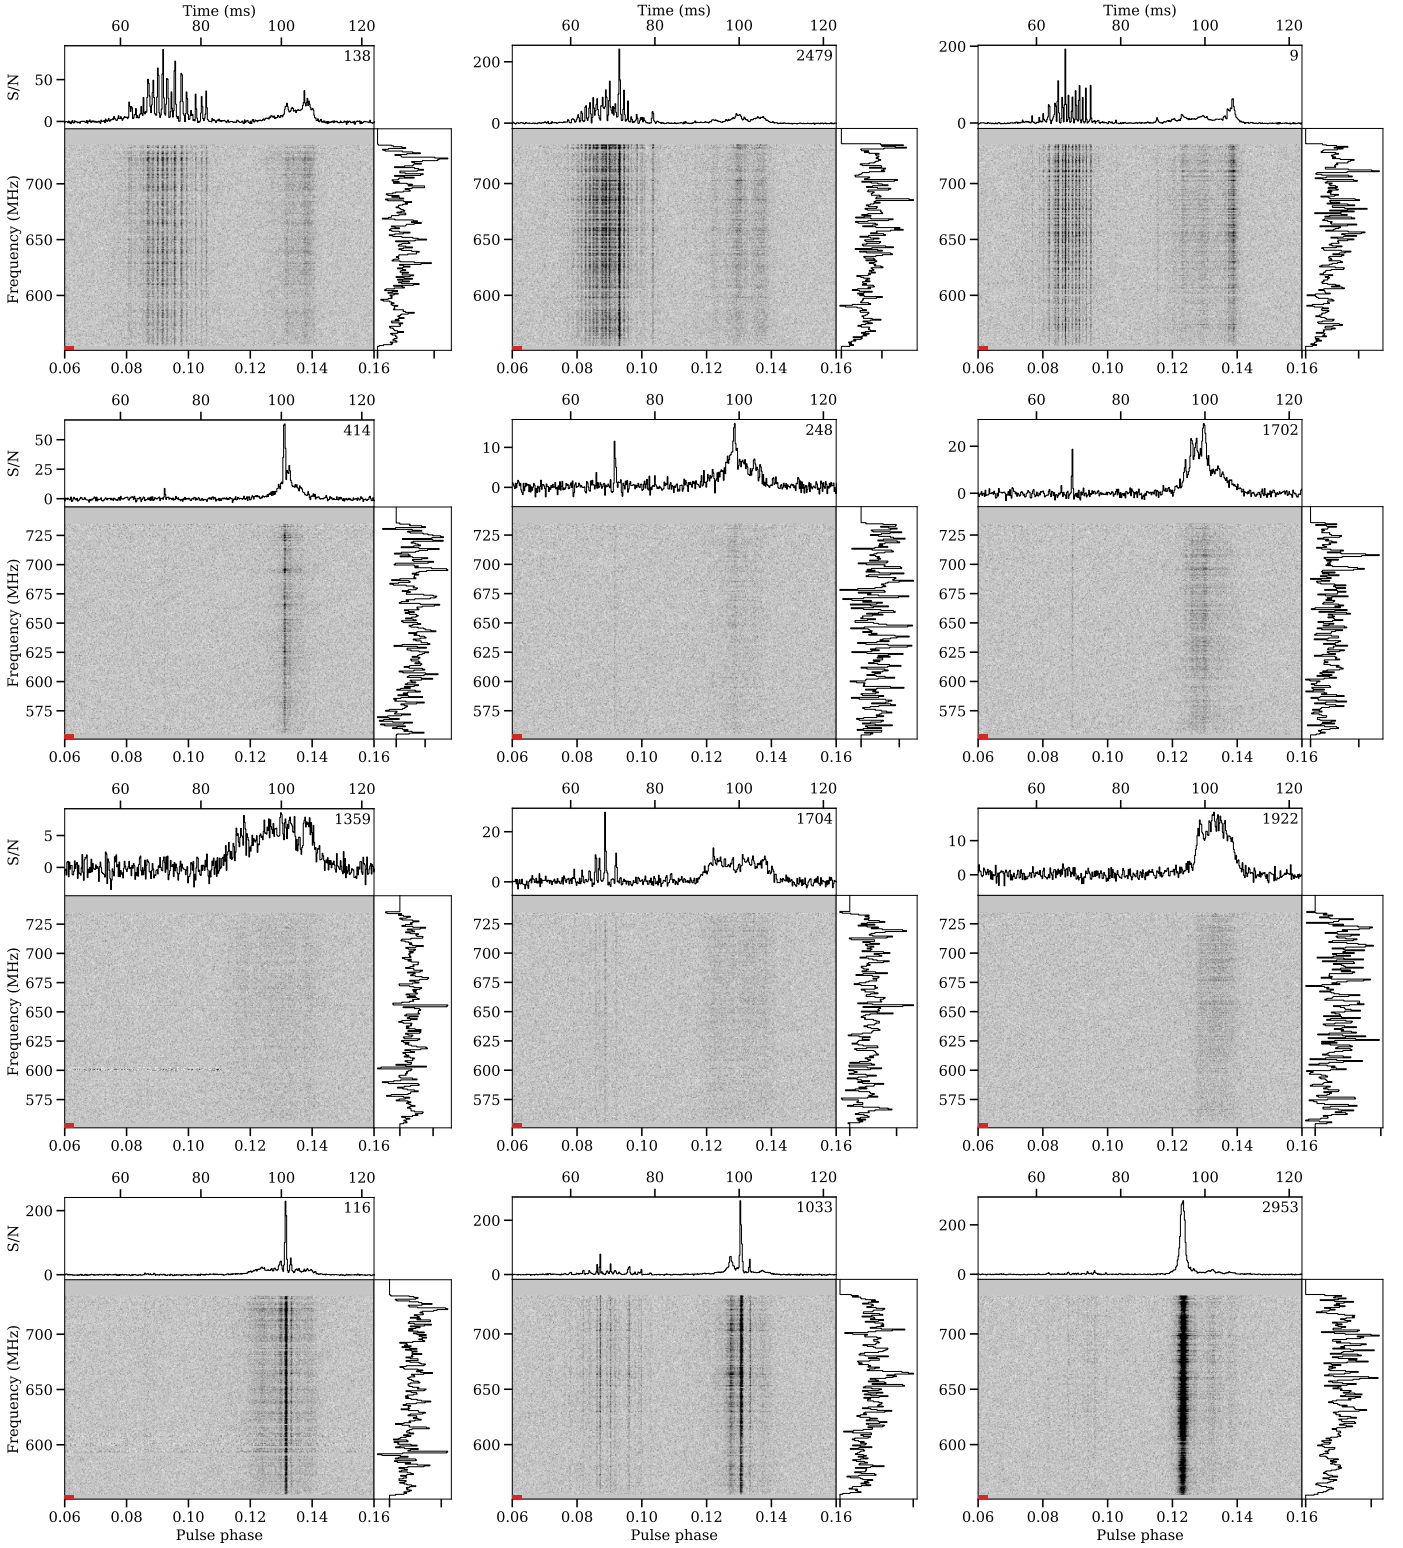 Time (ms) Time (ms) Time (ms)
60 80 100 120 60 80 100 120 60 80 100 120
S/N 50 0 138 200 0 2479 200 100 0 9
Frequency (MHz) 700 650 600 700 650 600 700 650 600
0.06 0.08 0.10 0.12 0.14 0.16 0.06 0.08 0.10 0.12 0.14 0.16 0.06 0.08 0.10 0.12 0.14 0.16
60 80 100 120 60 80 100 120 60 80 100 120
S/N 50 25 0 414 10 0 248 20 0 1702
Frequency (MHz) 725 700 675 650 625 600 575 725 700 675 650 625 600 575 725 700 675 650 625 600 575
0.06 0.08 0.10 0.12 0.14 0.16 0.06 0.08 0.10 0.12 0.14 0.16 0.06 0.08 0.10 0.12 0.14 0.16
60 80 100 120 60 80 100 120 60 80 100 120
S/N 5 0 1359 20 0 1704 10 0 1922
Frequency (MHz) 725 700 675 650 625 600 575 725 700 675 650 625 600 575 725 700 675 650 625 600 575
0.06 0.08 0.10 0.12 0.14 0.16 0.06 0.08 0.10 0.12 0.14 0.16 0.06 0.08 0.10 0.12 0.14 0.16
60 80 100 120 60 80 100 120 60 80 100 120
S/N 200 0 116 200 0 1033 200 0 2953
Frequency (MHz) 700 650 600 700 650 600 700 650 600
0.06 0.08 0.10 0.12 0.14 0.16 0.06 0.08 0.10 0.12 0.14 0.16 0.06 0.08 0.10 0.12 0.14 0.16
Pulse phase Pulse phase Pulse phase